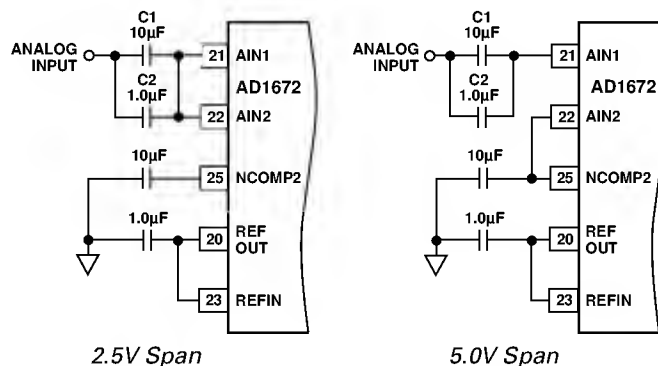 C1
10µF
ANALOG
INPUT
21
AIN1
C2
1.0µF
AD1672
22
AIN2
10µF
25
NCOMP2
1.0µF
20
REF
OUT
23
REFIN
2.5V Span
C1
10µF
ANALOG
INPUT
21
AIN1
C2
1.0µF
AD1672
22
AIN2
10µF
25
NCOMP2
1.0µF
20
REF
OUT
23
REFIN
5.0V Span